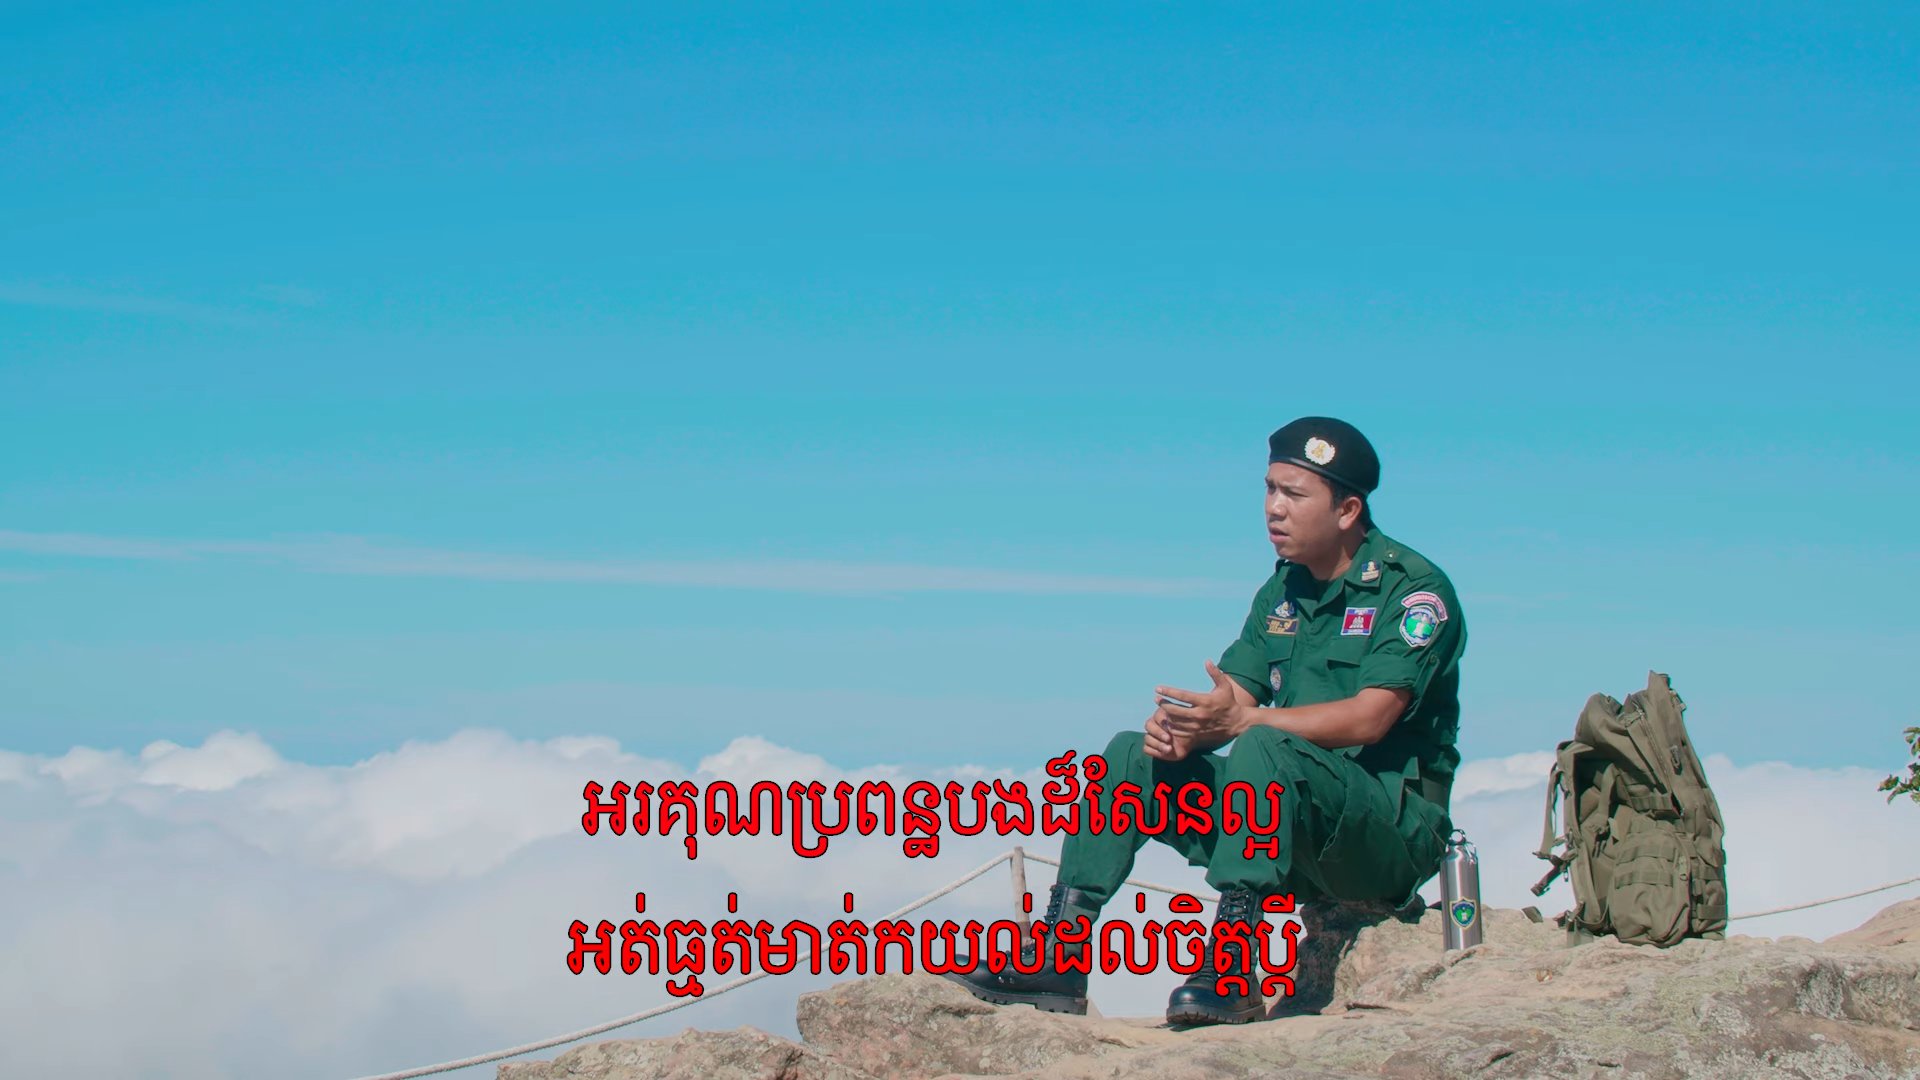 អរគុណប្រពន្ធបងដ៏សែនល្អ
អត់ធ្មត់មាត់កយល់ដល់ចិត្តប្តី